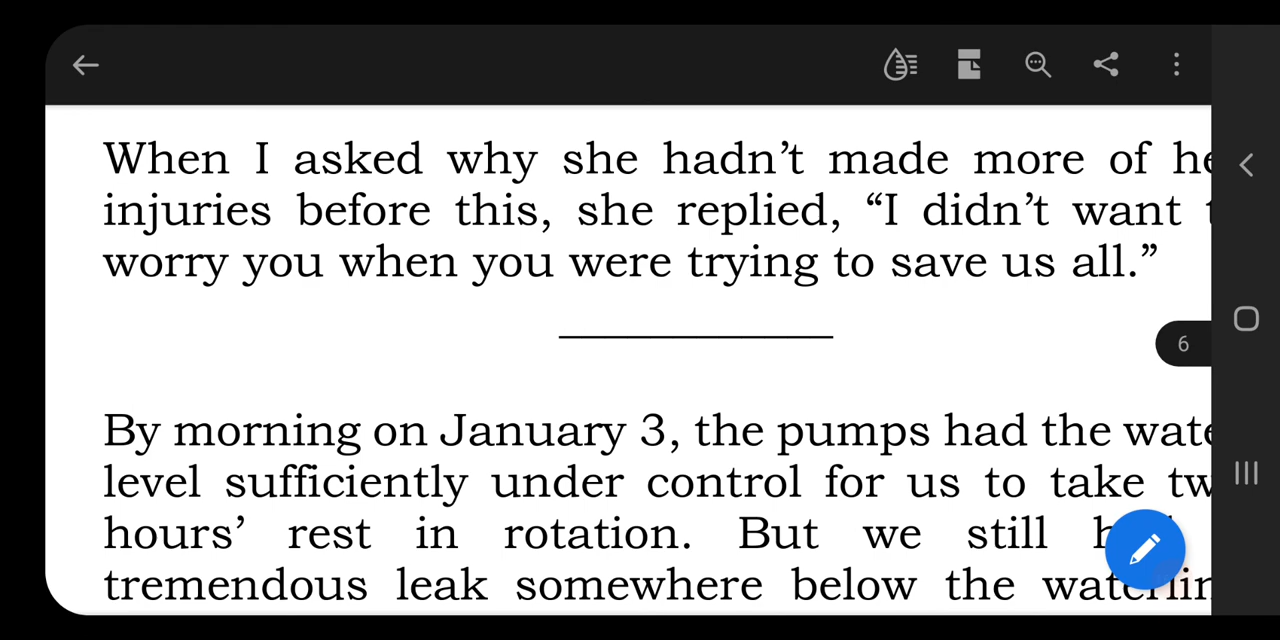 When I asked why she hadn't made more of
injuries before this, she replied, “I didn't want
worry you when you were trying to save us all.”
6
By morning on January 3, the pumps had the
level sufficiently under control for us to take
hours' rest in rotation. But we still
tremendous leak somewhere below the